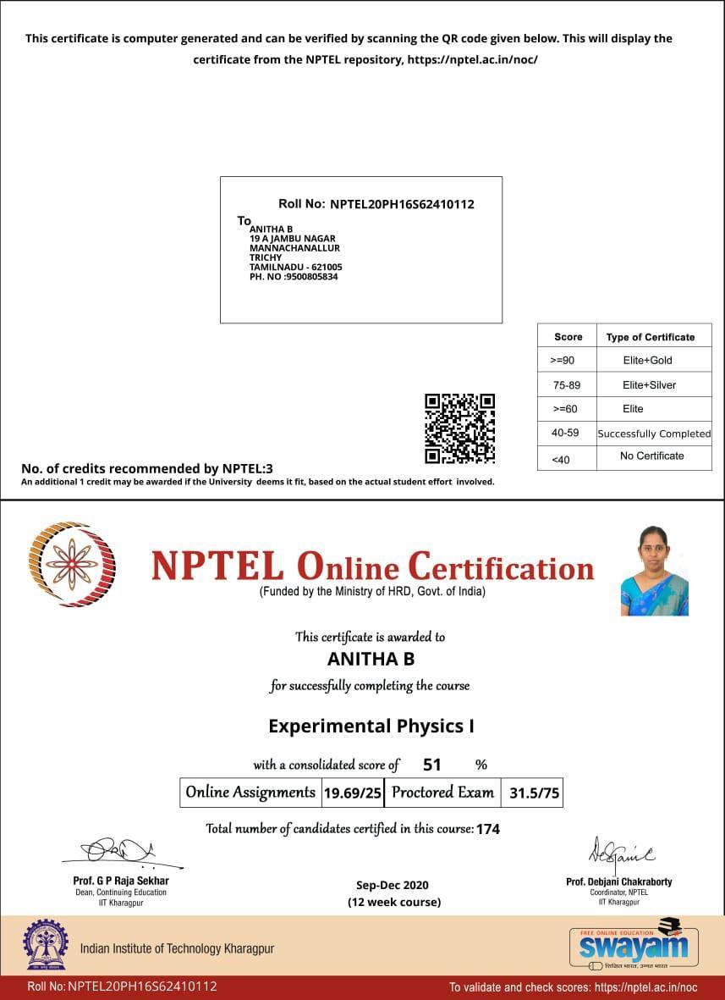 This certificate is computer generated and can be verified by scanning the QR code given below. This will display the
certificate from the NPTEL repository, https://nptel.ac.in/noc/
Roll No: NPTEL20PH16S62410112
To
ANITHA B
19 A JAMBU NAGAR
MANNACHANALLUR
TRICHY
TAMILNADU - 621005
PH. NO :9500805834
Score Type of Certificate
>=90 Elite+Gold
75-89 Elite+Silver
>=60 Elite
40-59 Successfully Completed
<40 No Certificate
No. of credits recommended by NPTEL:3
An additional 1 credit may be awarded if the University deems it fit, based on the actual student effort involved.
NPTEL Online Certification
(Funded by the Ministry of HRD, Govt. of India)
This certificate is awarded to
ANITHA B
for successfully completing the course
Experimental Physics I
with a consolidated score of 51 %
Online Assignments 19.69/25 Proctored Exam 31.5/75
Total number of candidates certified in this course: 174
Prof. G P Raja Sekhar
Dean, Continuing Education
IIT Kharagpur
Sep-Dec 2020
(12 week course)
Prof. Debjani Chakraborty
Coordinator, NPTEL
IIT Kharagpur
Indian Institute of Technology Kharagpur
FREE ONLINE EDUCATION
swayam
शिक्षित भारत, उन्नत भारत
Roll No: NPTEL20PH16S62410112
To validate and check scores: https://nptel.ac.in/noc